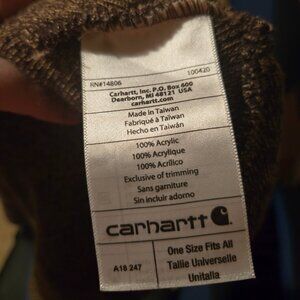 RN#14806 100420
Carhartt, Inc. P.O. Box 600
Dearborn, MI 48121 USA
carhartt.com
Made in Taiwan
Fabriqué à Taiwan
Hecho en Taiwán
100% Acrylic
100% Acrylique
100% Acrílico
Exclusive of trimming
Sans garniture
Sin incluir adorno
carhartt
A18 247
One Size Fits All
Taille Universelle
Unitalla